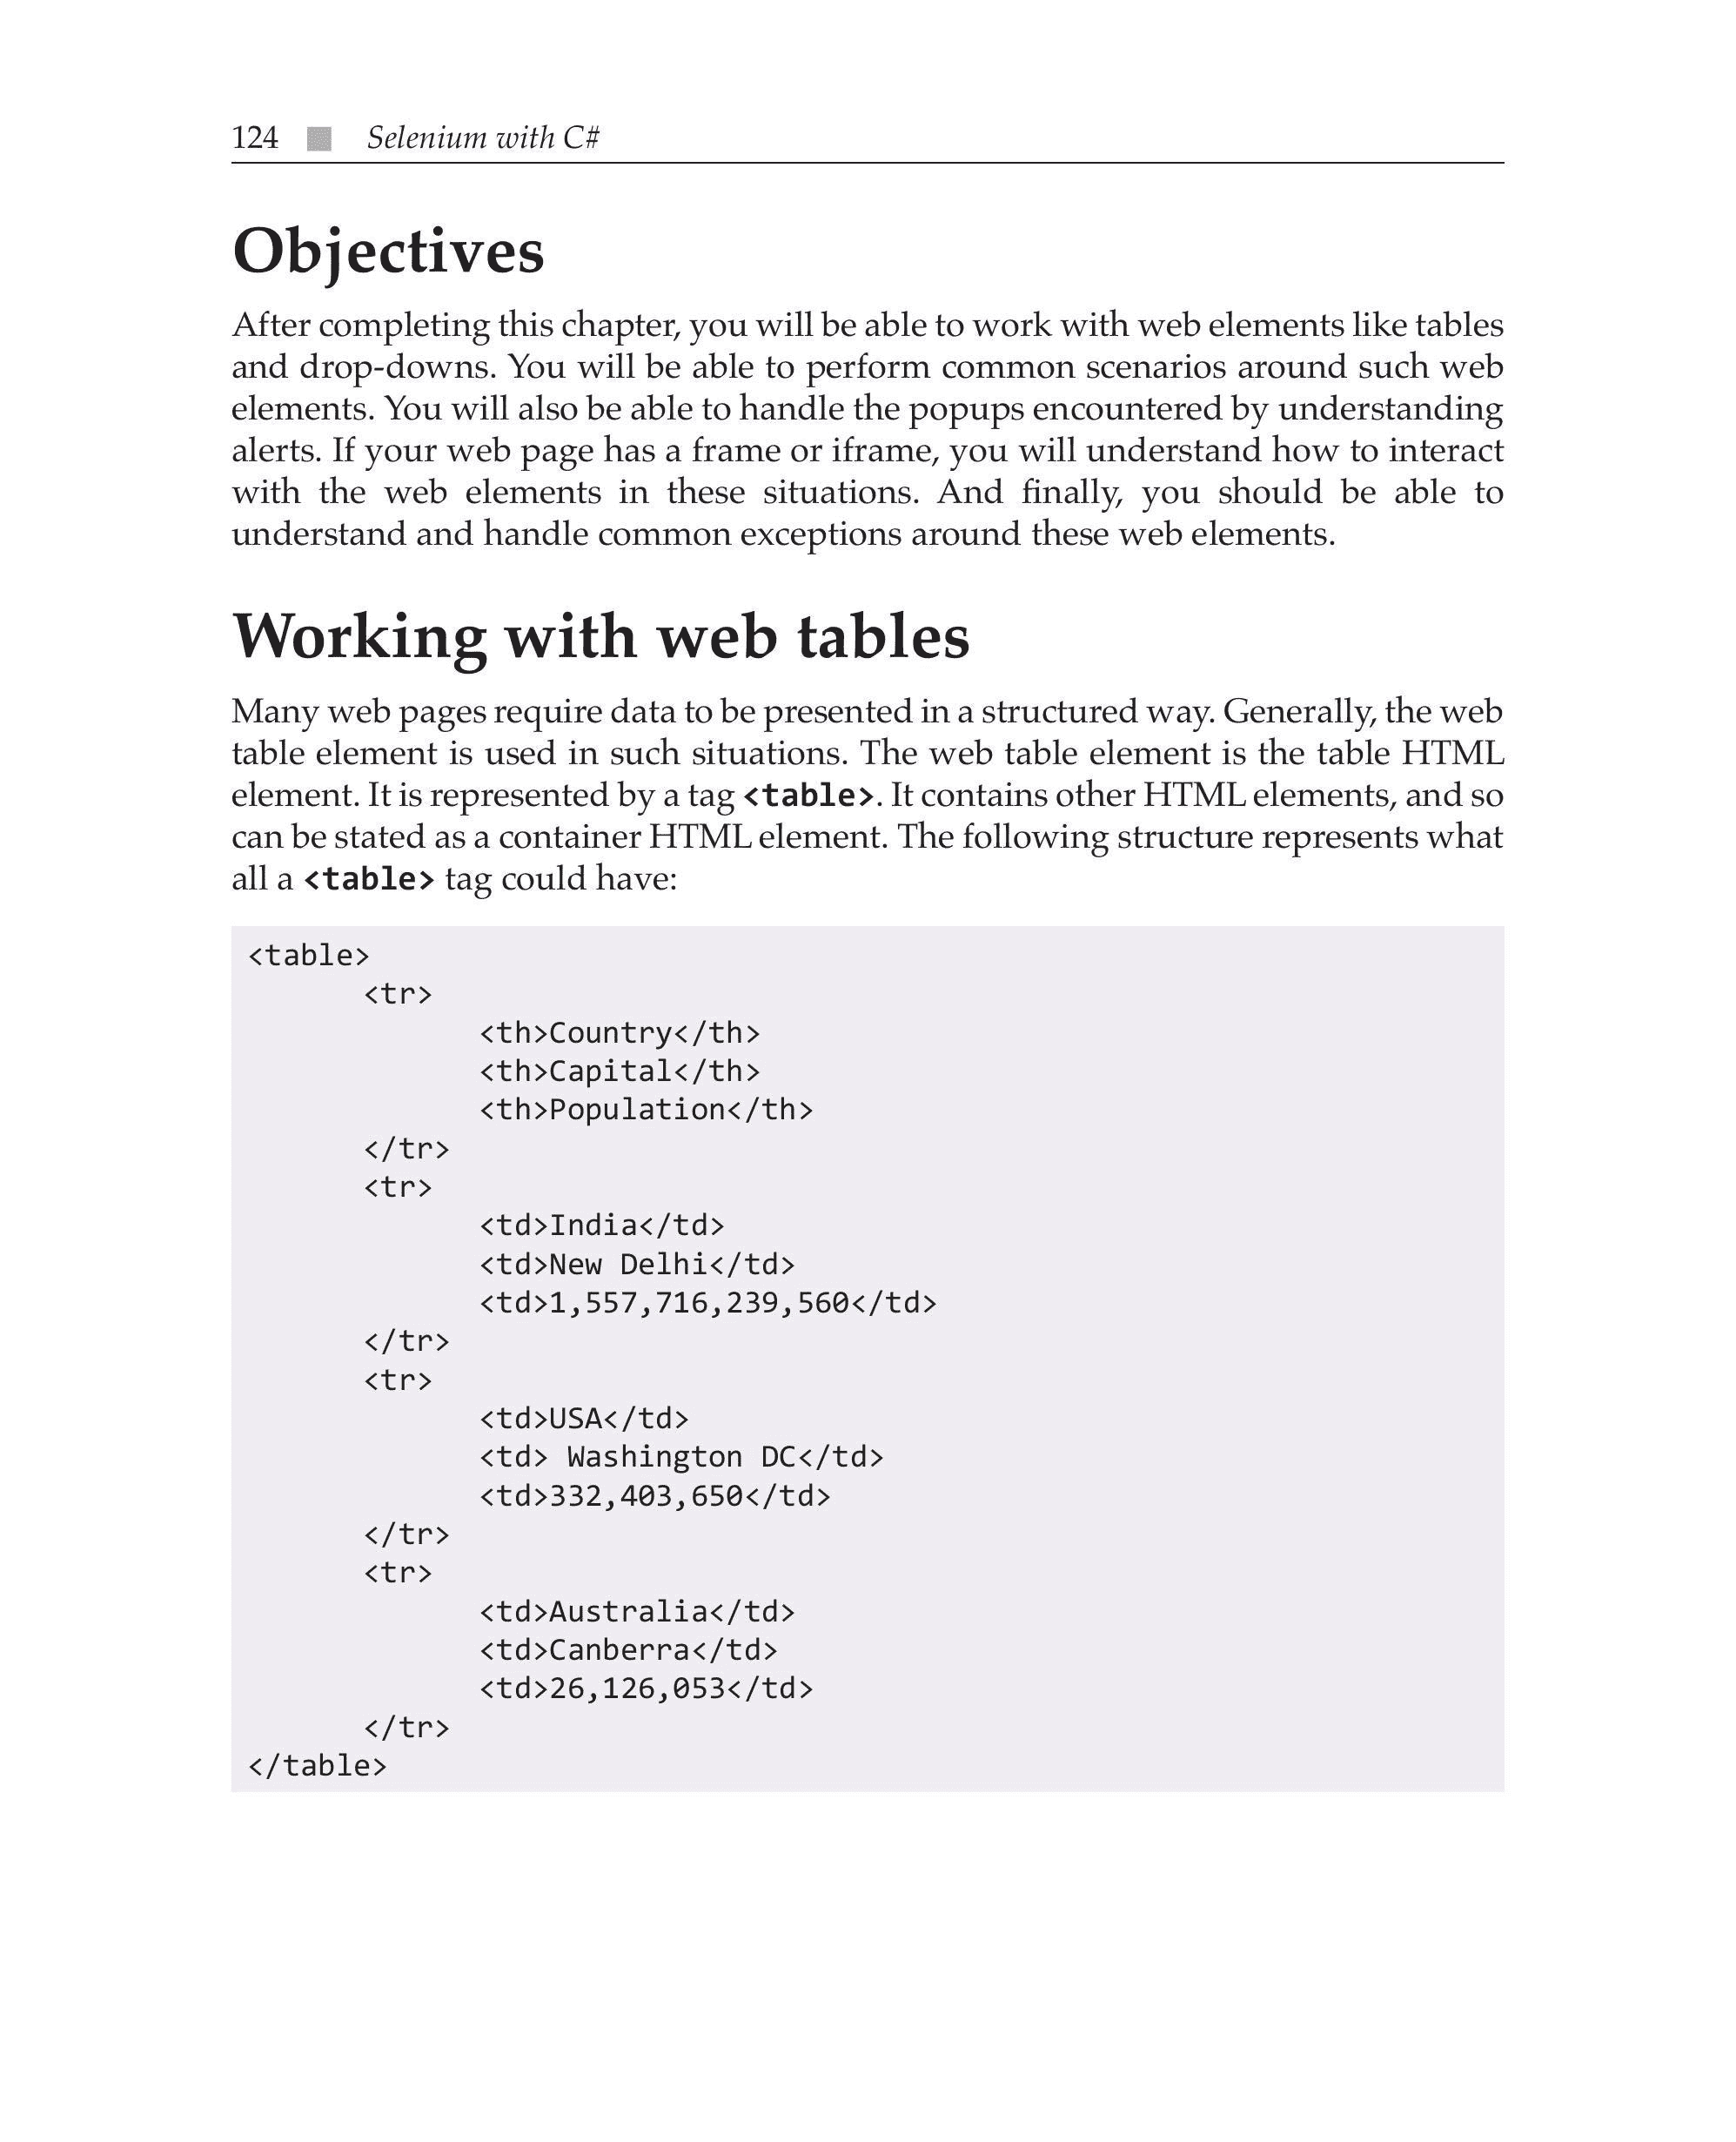 124 Selenium with C#
Objectives
After completing this chapter, you will be able to work with web elements like tables
and drop-downs. You will be able to perform common scenarios around such web
elements. You will also be able to handle the popups encountered by understanding
alerts. If your web page has a frame or iframe, you will understand how to interact
with the web elements in these situations. And finally, you should be able to
understand and handle common exceptions around these web elements.
Working with web tables
Many web pages require data to be presented in a structured way. Generally, the web
table element is used in such situations. The web table element is the table HTML
element. It is represented by a tag <table>. It contains other HTML elements, and so
can be stated as a container HTML element. The following structure represents what
all a <table> tag could have:
<table>
<tr>
<th>Country</th>
<th>Capital</th>
<th>Population</th>
</tr>
<tr>
<td>India</td>
<td>New Delhi</td>
<td>1,557,716,239,560</td>
</tr>
<tr>
<td>USA</td>
<td> Washington DC</td>
<td>332,403,650</td>
</tr>
<tr>
<td>Australia</td>
<td>Canberra</td>
<td>26,126,053</td>
</tr>
</table>